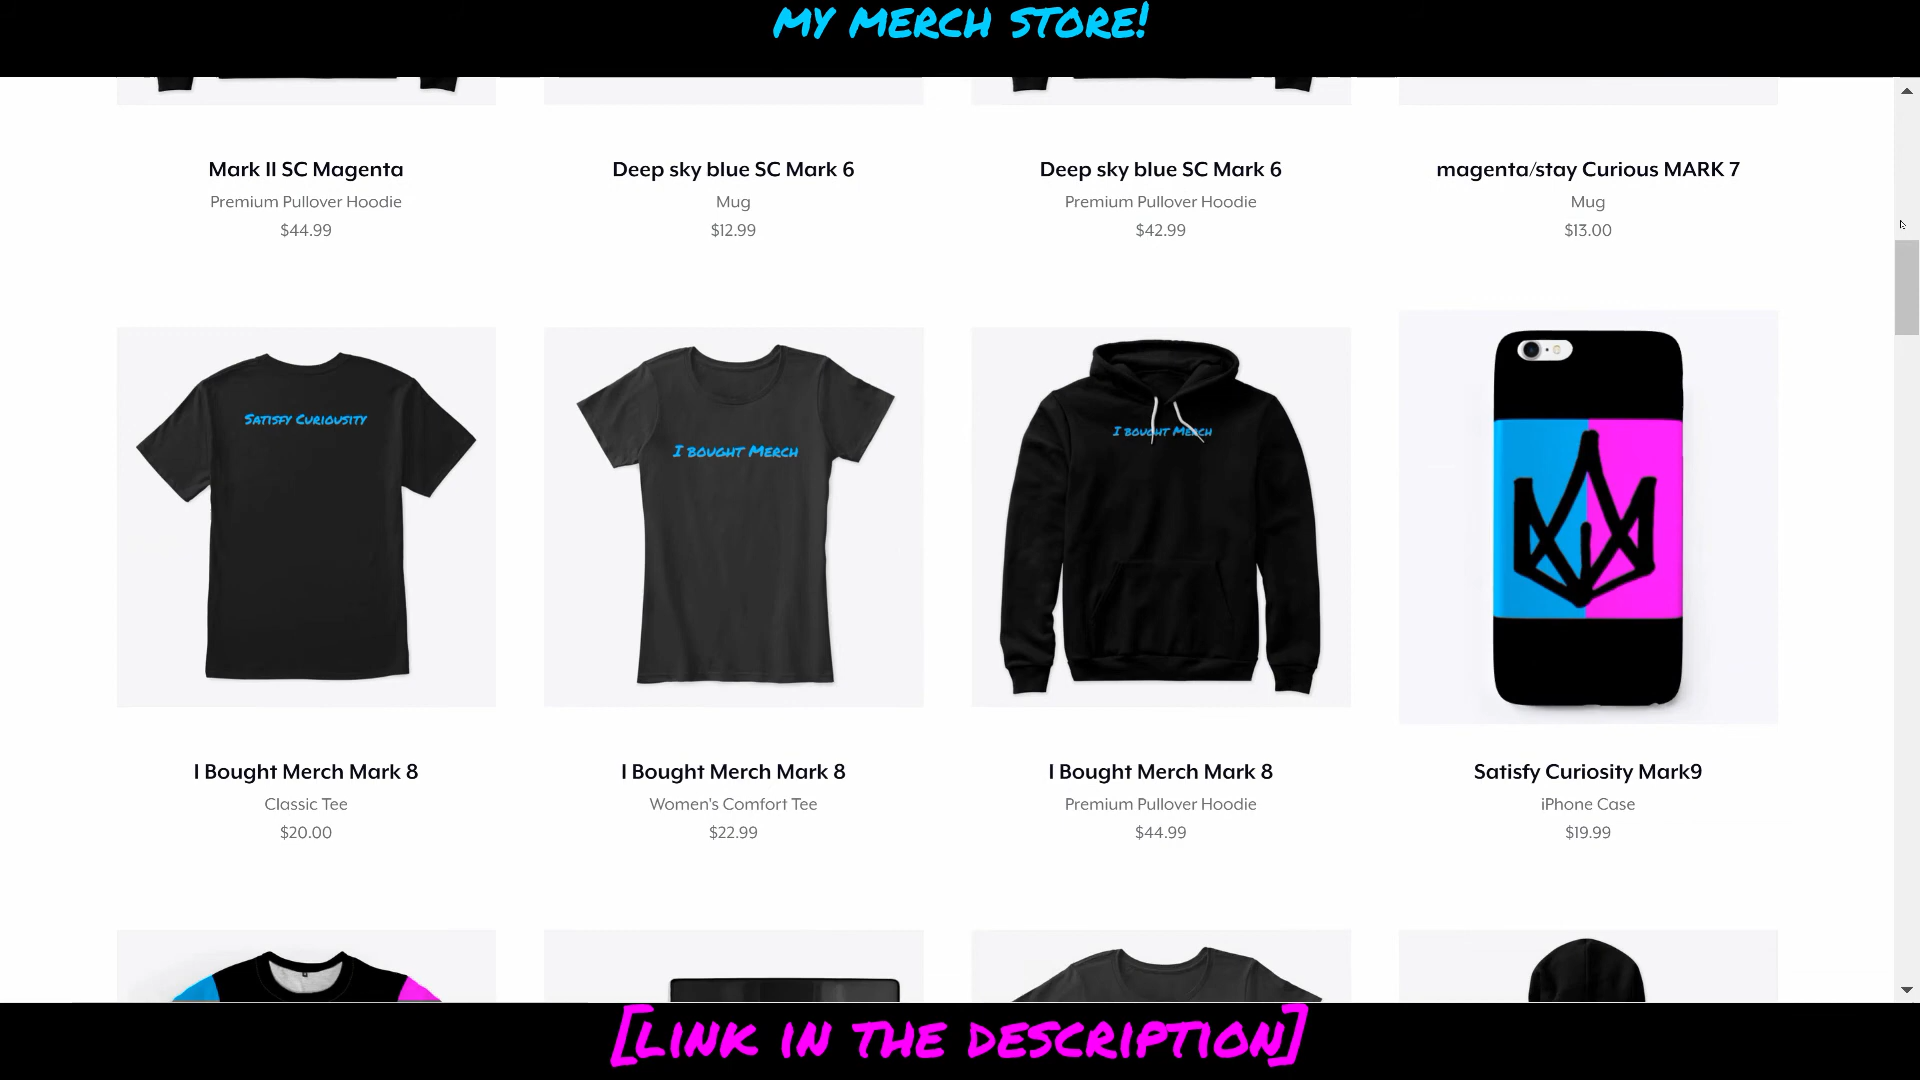 MY MERCH STORE!
Mark II SC Magenta
Premium Pullover Hoodie
$44.99
Deep sky blue SC Mark 6
Mug
$12.99
Deep sky blue SC Mark 6
Premium Pullover Hoodie
$42.99
magenta/stay Curious MARK 7
Mug
$13.00
Satisfy Curiousity
I bought Merch
I bought Merch
I Bought Merch Mark 8
Classic Tee
$20.00
I Bought Merch Mark 8
Women's Comfort Tee
$22.99
I Bought Merch Mark 8
Premium Pullover Hoodie
$44.99
Satisfy Curiosity Mark9
iPhone Case
$19.99
[LINK IN THE DESCRIPTION]